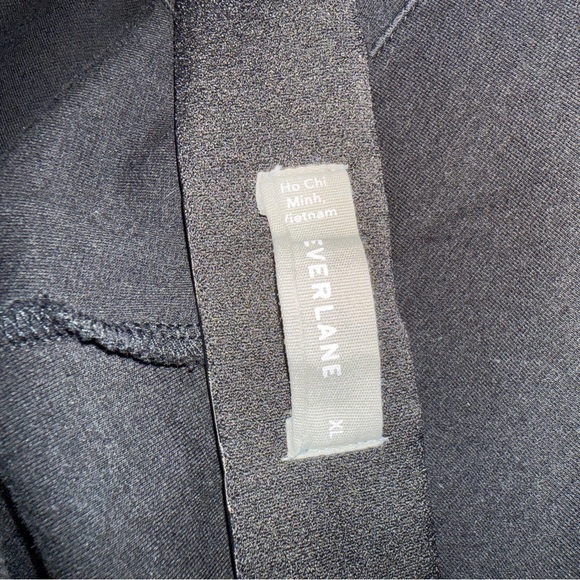 Ho Chi
Minh,
Vietnam
EVERLANE
XL